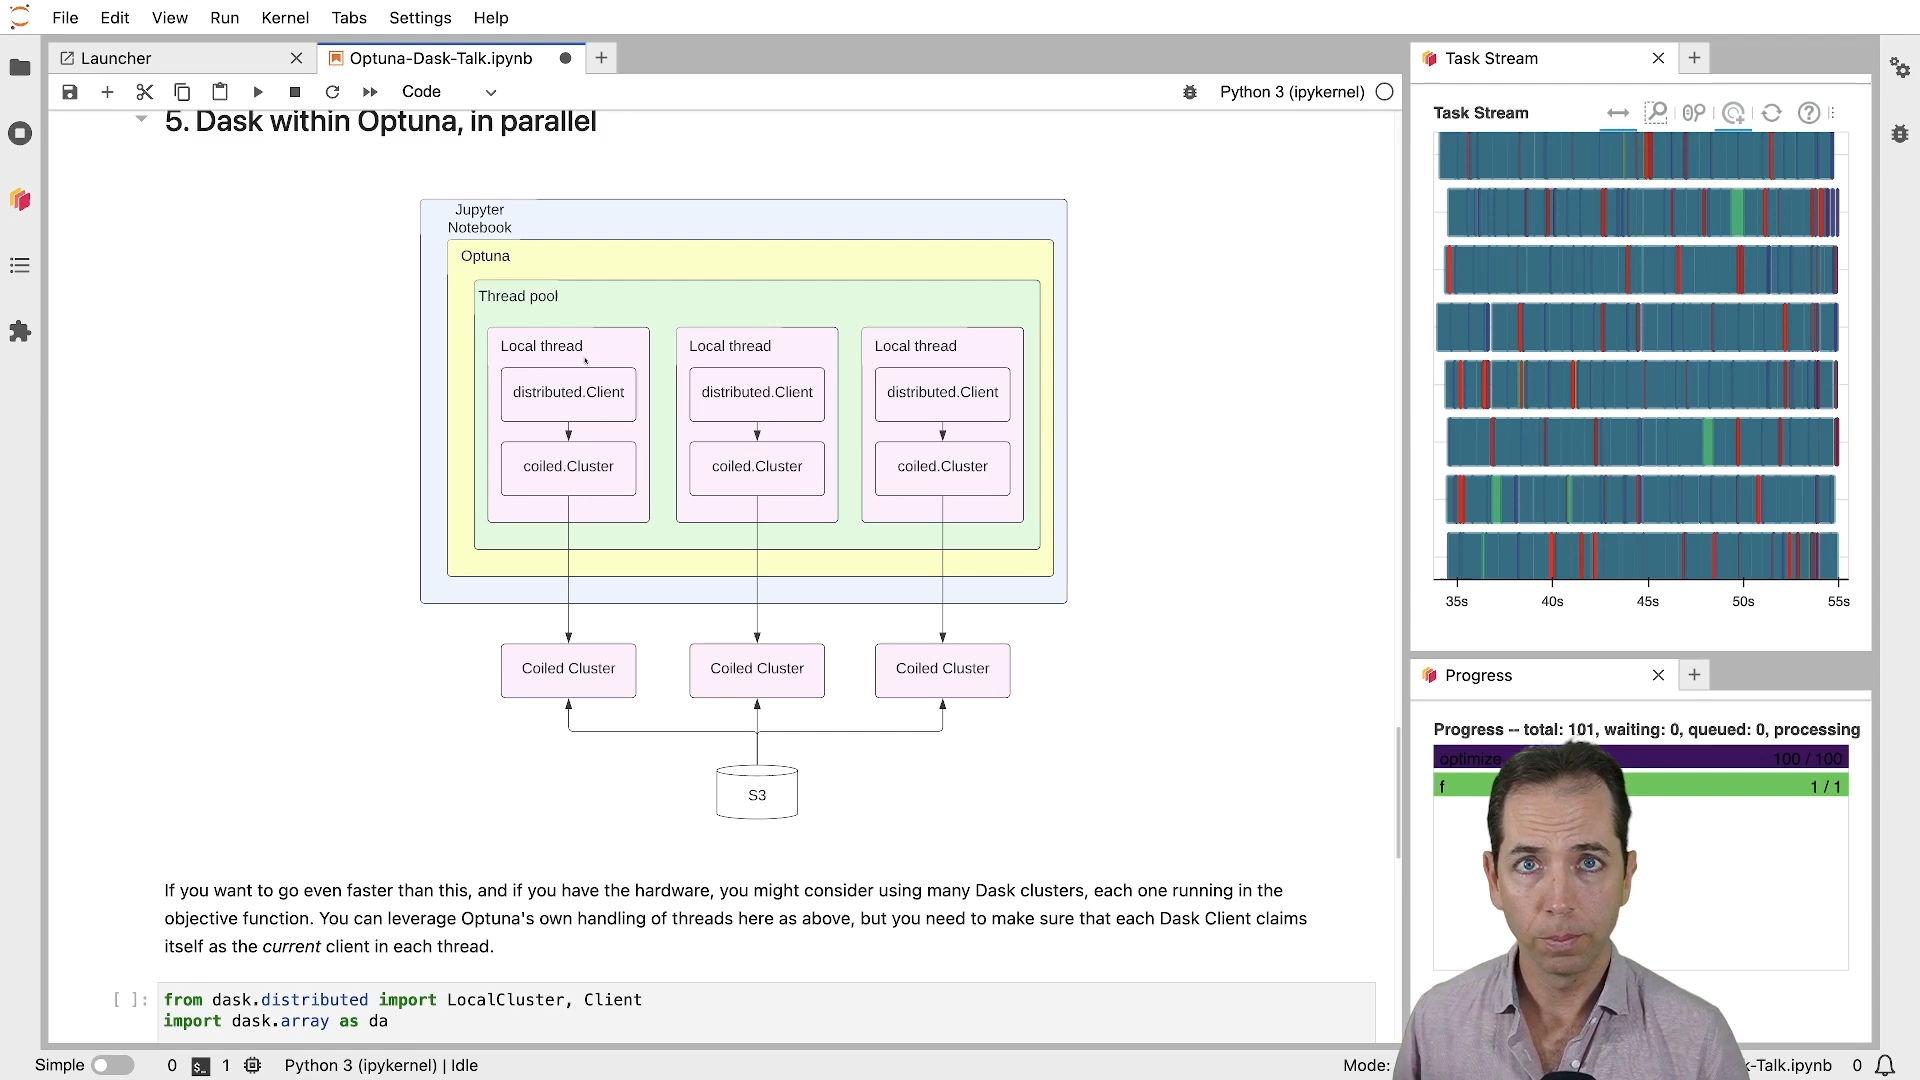 File Edit View Run Kernel Tabs Settings Help
Launcher
Optuna-Dask-Talk.ipynb
Code
Python 3 (ipykernel)
5. Dask within Optuna, in parallel
Jupyter
Notebook
Optuna
Thread pool
Local thread Local thread Local thread
distributed.Client distributed.Client distributed.Client
coiled.Cluster coiled.Cluster coiled.Cluster
Coiled Cluster Coiled Cluster Coiled Cluster
S3
If you want to go even faster than this, and if you have the hardware, you might consider using many Dask clusters, each one running in the
objective function. You can leverage Optuna's own handling of threads here as above, but you need to make sure that each Dask Client claims
itself as the current client in each thread.
[ ]: from dask.distributed import LocalCluster, Client
import dask.array as da
Task Stream
Task Stream
35s 40s 45s 50s 55s
Progress
Progress -- total: 101, waiting: 0, queued: 0, processing
optimize 100 / 100
f 1 / 1
Simple 0 $_ 1 Python 3 (ipykernel) | Idle Mode: k-Talk.ipynb 0